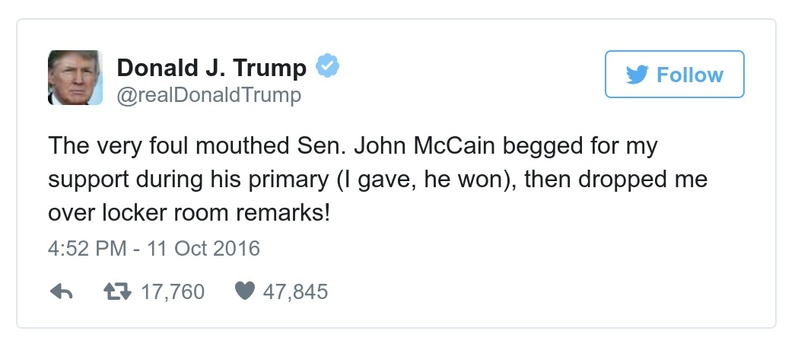 Donald J. Trump
@realDonaldTrump
Follow
The very foul mouthed Sen. John McCain begged for my
support during his primary (I gave, he won), then dropped me
over locker room remarks!
4:52 PM - 11 Oct 2016
17,760 47,845